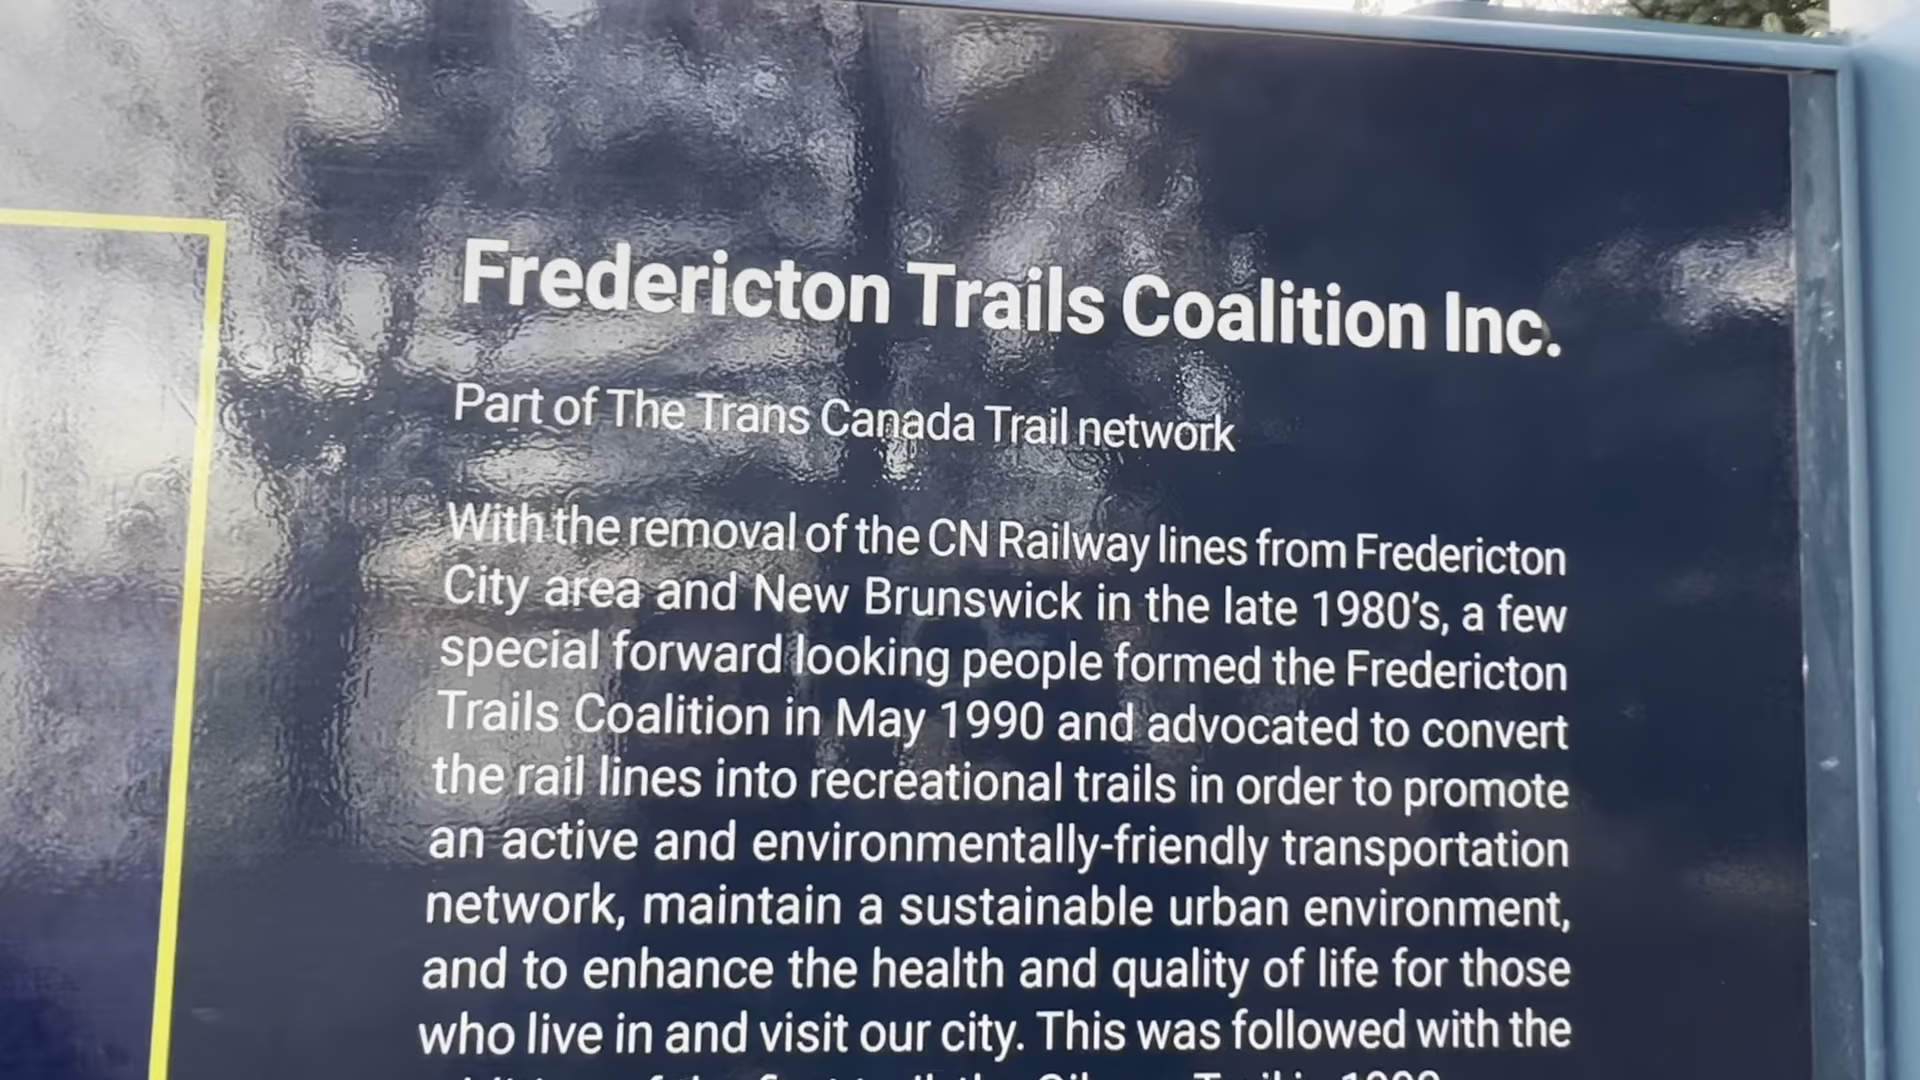 Fredericton Trails Coalition Inc.
Part of The Trans Canada Trail network
With the removal of the CN Railway lines from Fredericton
City area and New Brunswick in the late 1980's, a few
special forward looking people formed the Fredericton
Trails Coalition in May 1990 and advocated to convert
the rail lines into recreational trails in order to promote
an active and environmentally-friendly transportation
network, maintain a sustainable urban environment,
and to enhance the health and quality of life for those
who live in and visit our city. This was followed with the